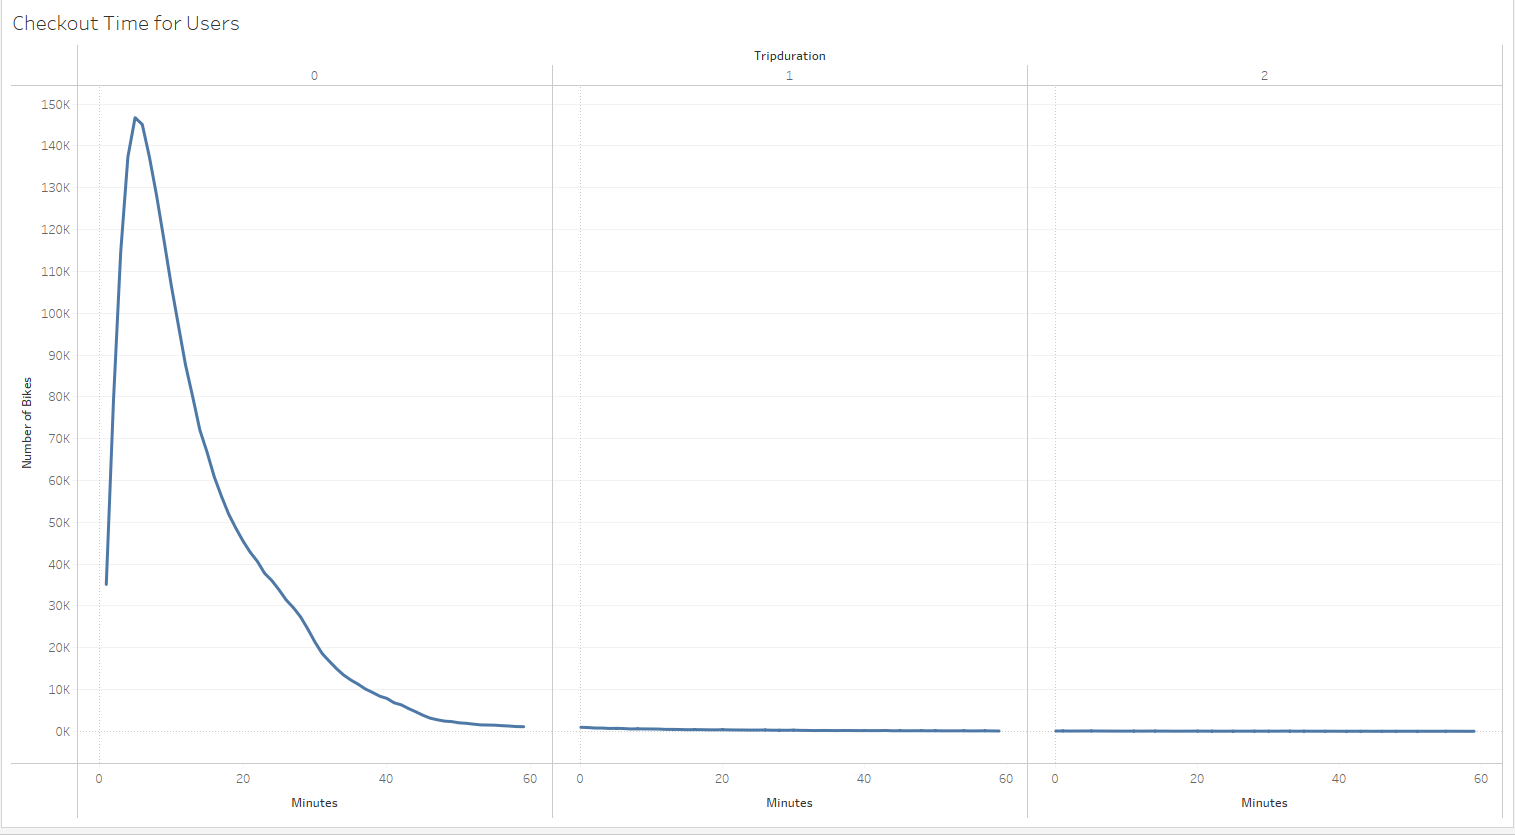 Checkout Time for Users
Tripduration
0 1 2
150K
140K
130K
120K
110K
100K
90K
80K
70K
60K
50K
40K
30K
20K
10K
0K
Number of Bikes
0 20 40 60 0 20 40 60 0 20 40 60
Minutes Minutes Minutes